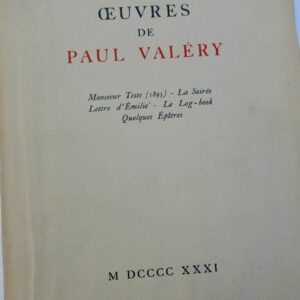 ŒUVRES
DE
PAUL VALÉRY
Monsieur Teste (1895) - La Soirée
Lettre d'Émilie - Le Log-book
Quelques Épîtres
M DCCCC XXXI